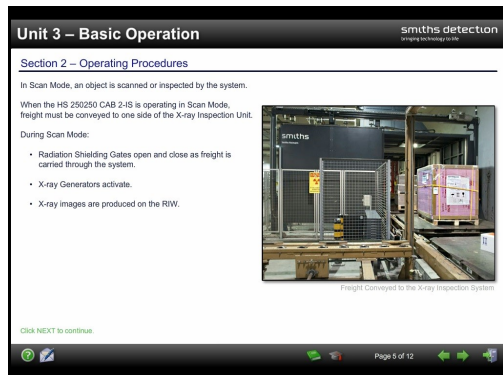 Unit 3 – Basic Operation
smiths detection
bringing technology to life
Section 2 – Operating Procedures
In Scan Mode, an object is scanned or inspected by the system.
When the HS 250250 CAB 2-IS is operating in Scan Mode,
freight must be conveyed to one side of the X-ray Inspection Unit.
During Scan Mode:
• Radiation Shielding Gates open and close as freight is
carried through the system.
• X-ray Generators activate.
• X-ray images are produced on the RIW.
smiths
Freight Conveyed to the X-ray Inspection System
Click NEXT to continue.
Page 5 of 12